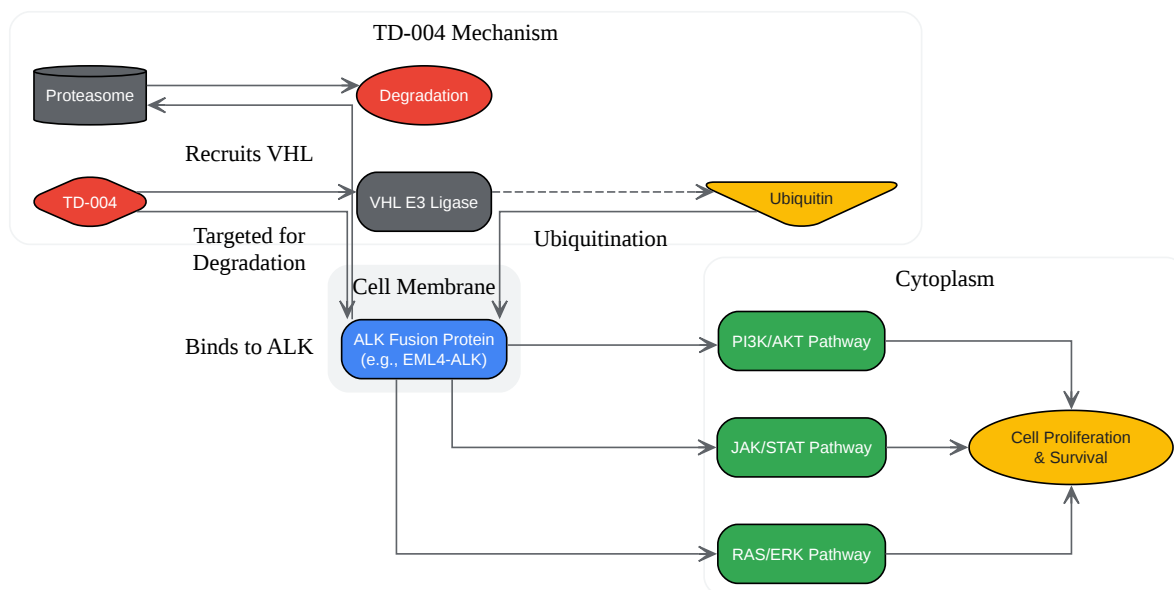 TD-004 Mechanism
Proteasome
Degradation
Recruits VHL
TD-004
VHL E3 Ligase
Ubiquitin
Targeted for
Degradation
Ubiquitination
Cell Membrane
Cytoplasm
Binds to ALK
ALK Fusion Protein
(e.g., EML4-ALK)
PI3K/AKT Pathway
JAK/STAT Pathway
Cell Proliferation
& Survival
RAS/ERK Pathway